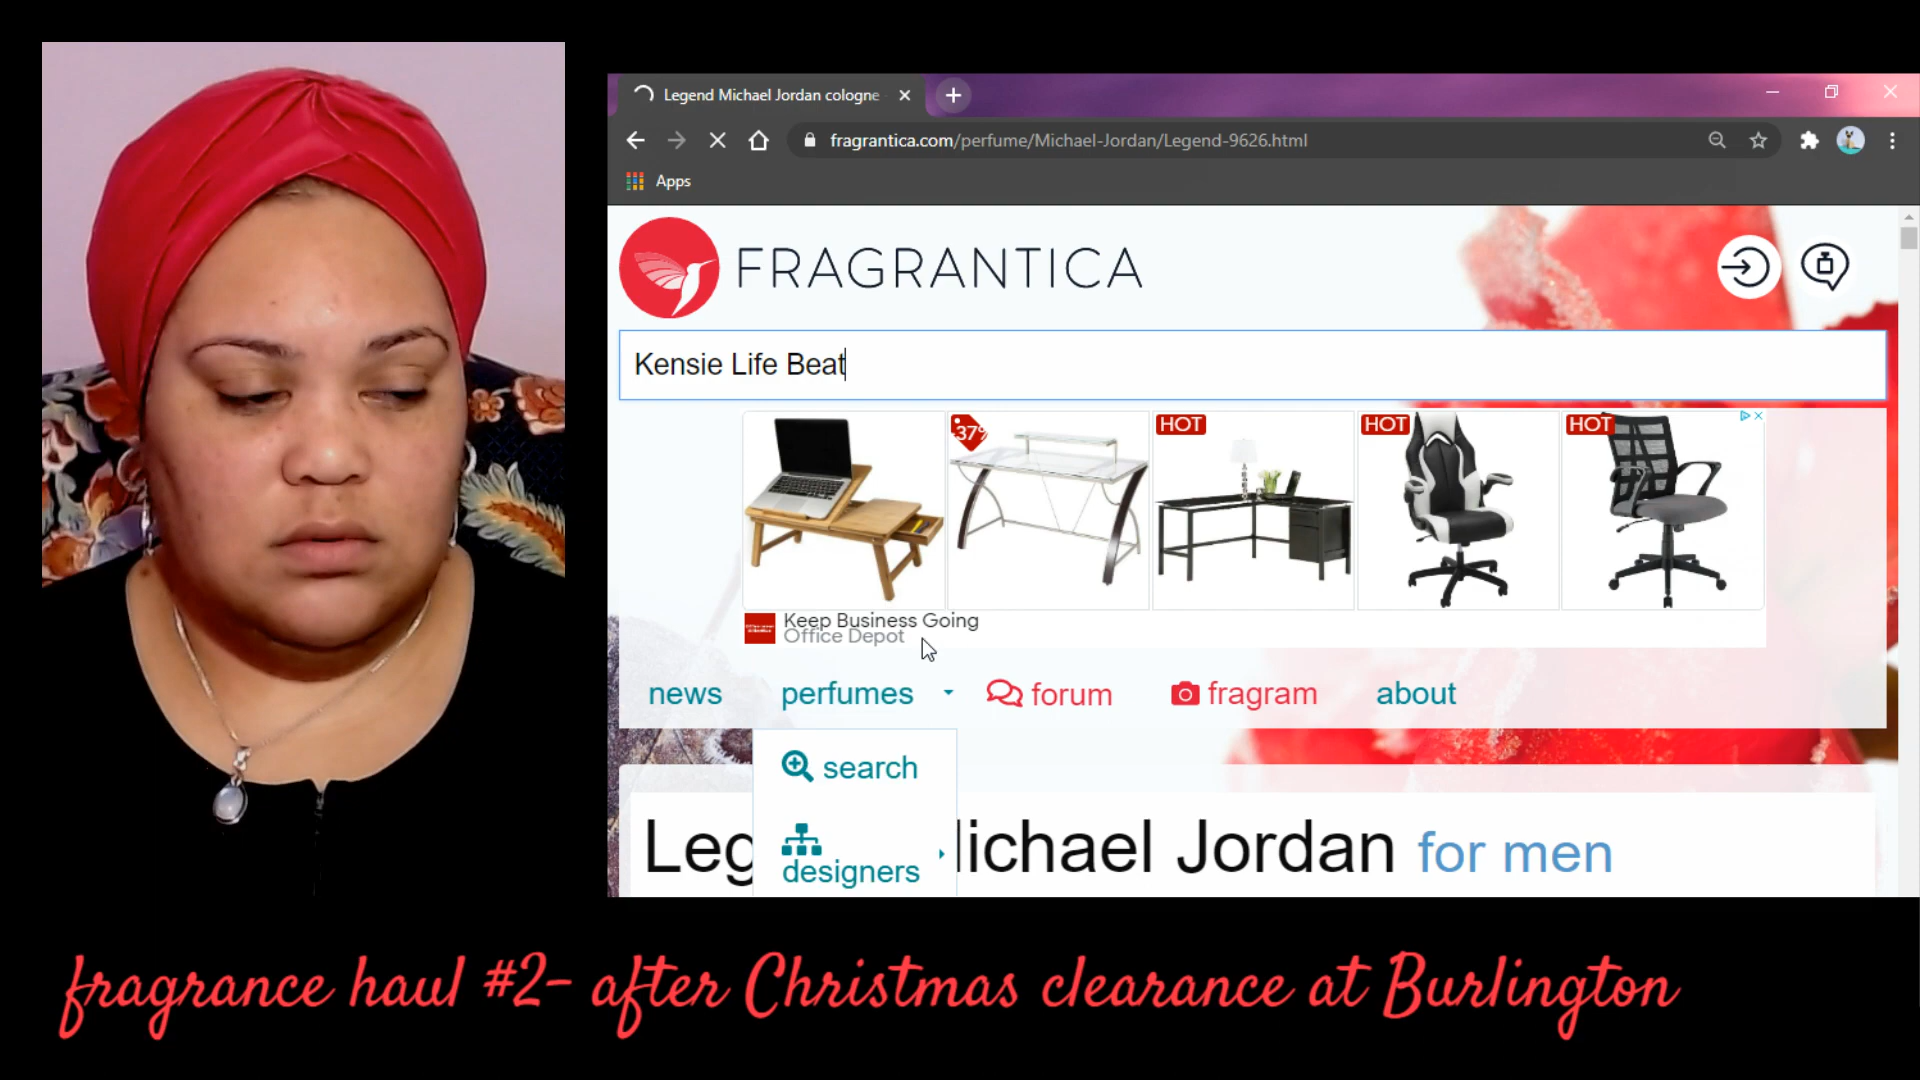 Legend Michael Jordan cologne
fragrantica.com/perfume/Michael-Jordan/Legend-9626.html
Apps
FRAGRANTICA
Kensie Life Beat
-37%
HOT
HOT
HOT
Keep Business Going
Office Depot
news perfumes forum fragram about
search
designers
Leg ichael Jordan for men
fragrance haul #2- after Christmas clearance at Burlington